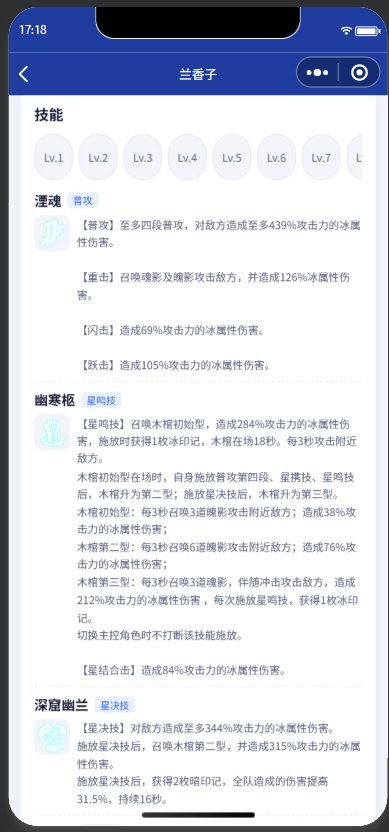 17:18
兰香子
技能
Lv.1 Lv.2 Lv.3 Lv.4 Lv.5 Lv.6 Lv.7
湮魂 普攻
【普攻】至多四段普攻，对敌方造成至多439%攻击力的冰属
性伤害。
【重击】召唤魂影及魄影攻击敌方，并造成126%冰属性伤
害。
【闪击】造成69%攻击力的冰属性伤害。
【跃击】造成105%攻击力的冰属性伤害。
幽寒柩 星鸣技
【星鸣技】召唤木棺初始型，造成284%攻击力的冰属性伤
害，施放时获得1枚冰印记，木棺在场18秒。每3秒攻击附近
敌方。
木棺初始型在场时，自身施放普攻第四段、星携技、星鸣技
后，木棺升为第二型；施放星决技后，木棺升为第三型。
木棺初始型：每3秒召唤3道魄影攻击附近敌方；造成38%攻
击力的冰属性伤害；
木棺第二型：每3秒召唤6道魄影攻击附近敌方；造成76%攻
击力的冰属性伤害；
木棺第三型：每3秒召唤3道魂影，伴随冲击攻击敌方，造成
212%攻击力的冰属性伤害 ，每次施放星鸣技，获得1枚冰印
记。
切换主控角色时不打断该技能施放。
【星结合击】造成84%攻击力的冰属性伤害。
深窟幽兰 星决技
【星决技】对敌方造成至多344%攻击力的冰属性伤害。
施放星决技后，召唤木棺第二型，并造成315%攻击力的冰属
性伤害。
施放星决技后，获得2枚暗印记，全队造成的伤害提高
31.5%，持续16秒。